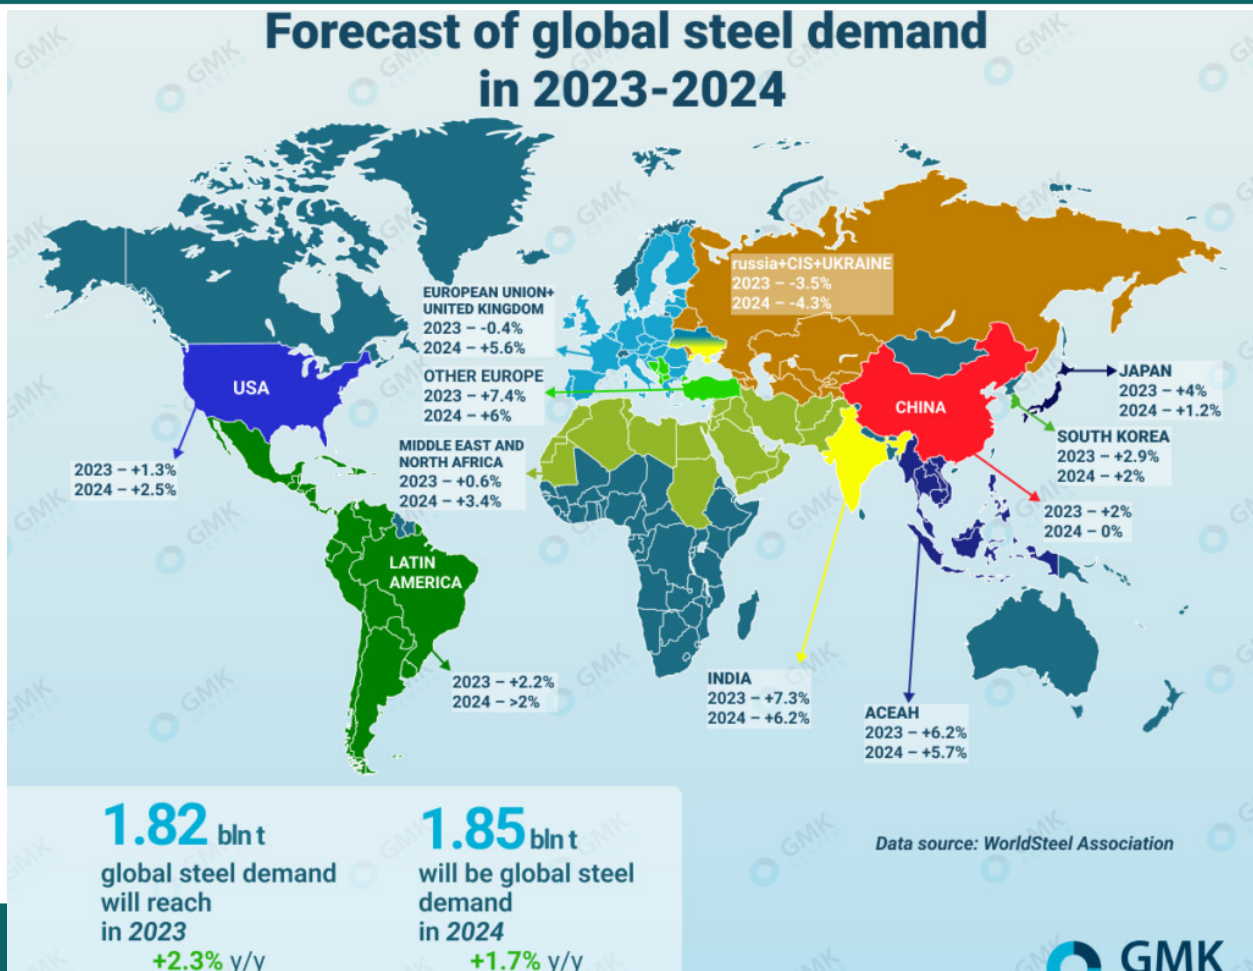 Forecast of global steel demand
in 2023-2024
russia+CIS+UKRAINE
2023 – -3.5%
2024 – -4.3%
EUROPEAN UNION+
UNITED KINGDOM
2023 – -0.4%
2024 – +5.6%
OTHER EUROPE
2023 – +7.4%
2024 – +6%
USA
2023 – +1.3%
2024 – +2.5%
MIDDLE EAST AND
NORTH AFRICA
2023 – +0.6%
2024 – +3.4%
CHINA
2023 – +2%
2024 – 0%
JAPAN
2023 – +4%
2024 – +1.2%
SOUTH KOREA
2023 – +2.9%
2024 – +2%
LATIN
AMERICA
2023 – +2.2%
2024 – >2%
INDIA
2023 – +7.3%
2024 – +6.2%
ACEAH
2023 – +6.2%
2024 – +5.7%
1.82 bln t
global steel demand
will reach
in 2023
+2.3% y/y
1.85 bln t
will be global steel
demand
in 2024
+1.7% y/y
Data source: WorldSteel Association
GMK